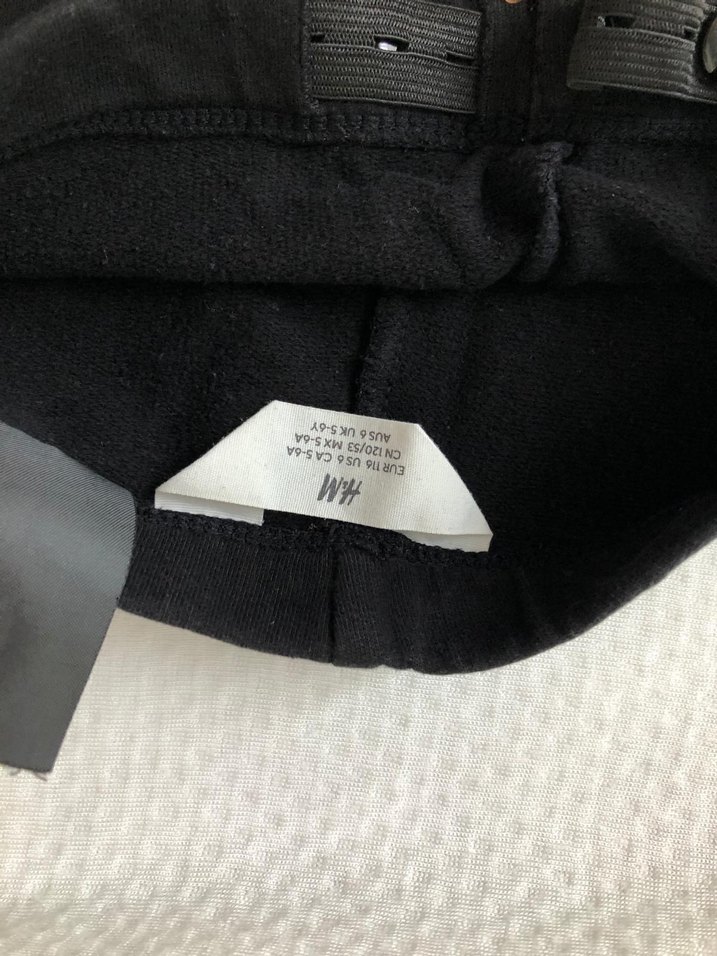 H&M
EUR 116 US 6 CA 5-6A
CN 120/53 MX 5-6A
AUS 6 UK 5-6Y